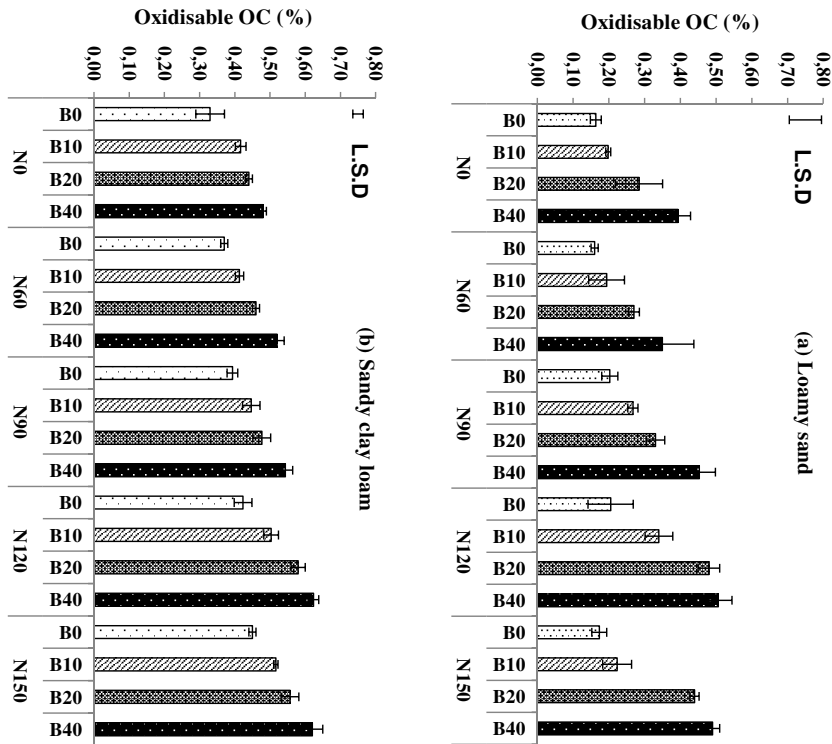 Oxidisable OC (%)
0,00 0,10 0,20 0,30 0,40 0,50 0,60 0,70 0,80
L.S.D
(a) Loamy sand
B0 B10 B20 B40 B0 B10 B20 B40 B0 B10 B20 B40 B0 B10 B20 B40 B0 B10 B20 B40
N0 N60 N90 N120 N150
Oxidisable OC (%)
0,00 0,10 0,20 0,30 0,40 0,50 0,60 0,70 0,80
L.S.D
(b) Sandy clay loam
B0 B10 B20 B40 B0 B10 B20 B40 B0 B10 B20 B40 B0 B10 B20 B40 B0 B10 B20 B40
N0 N60 N90 N120 N150